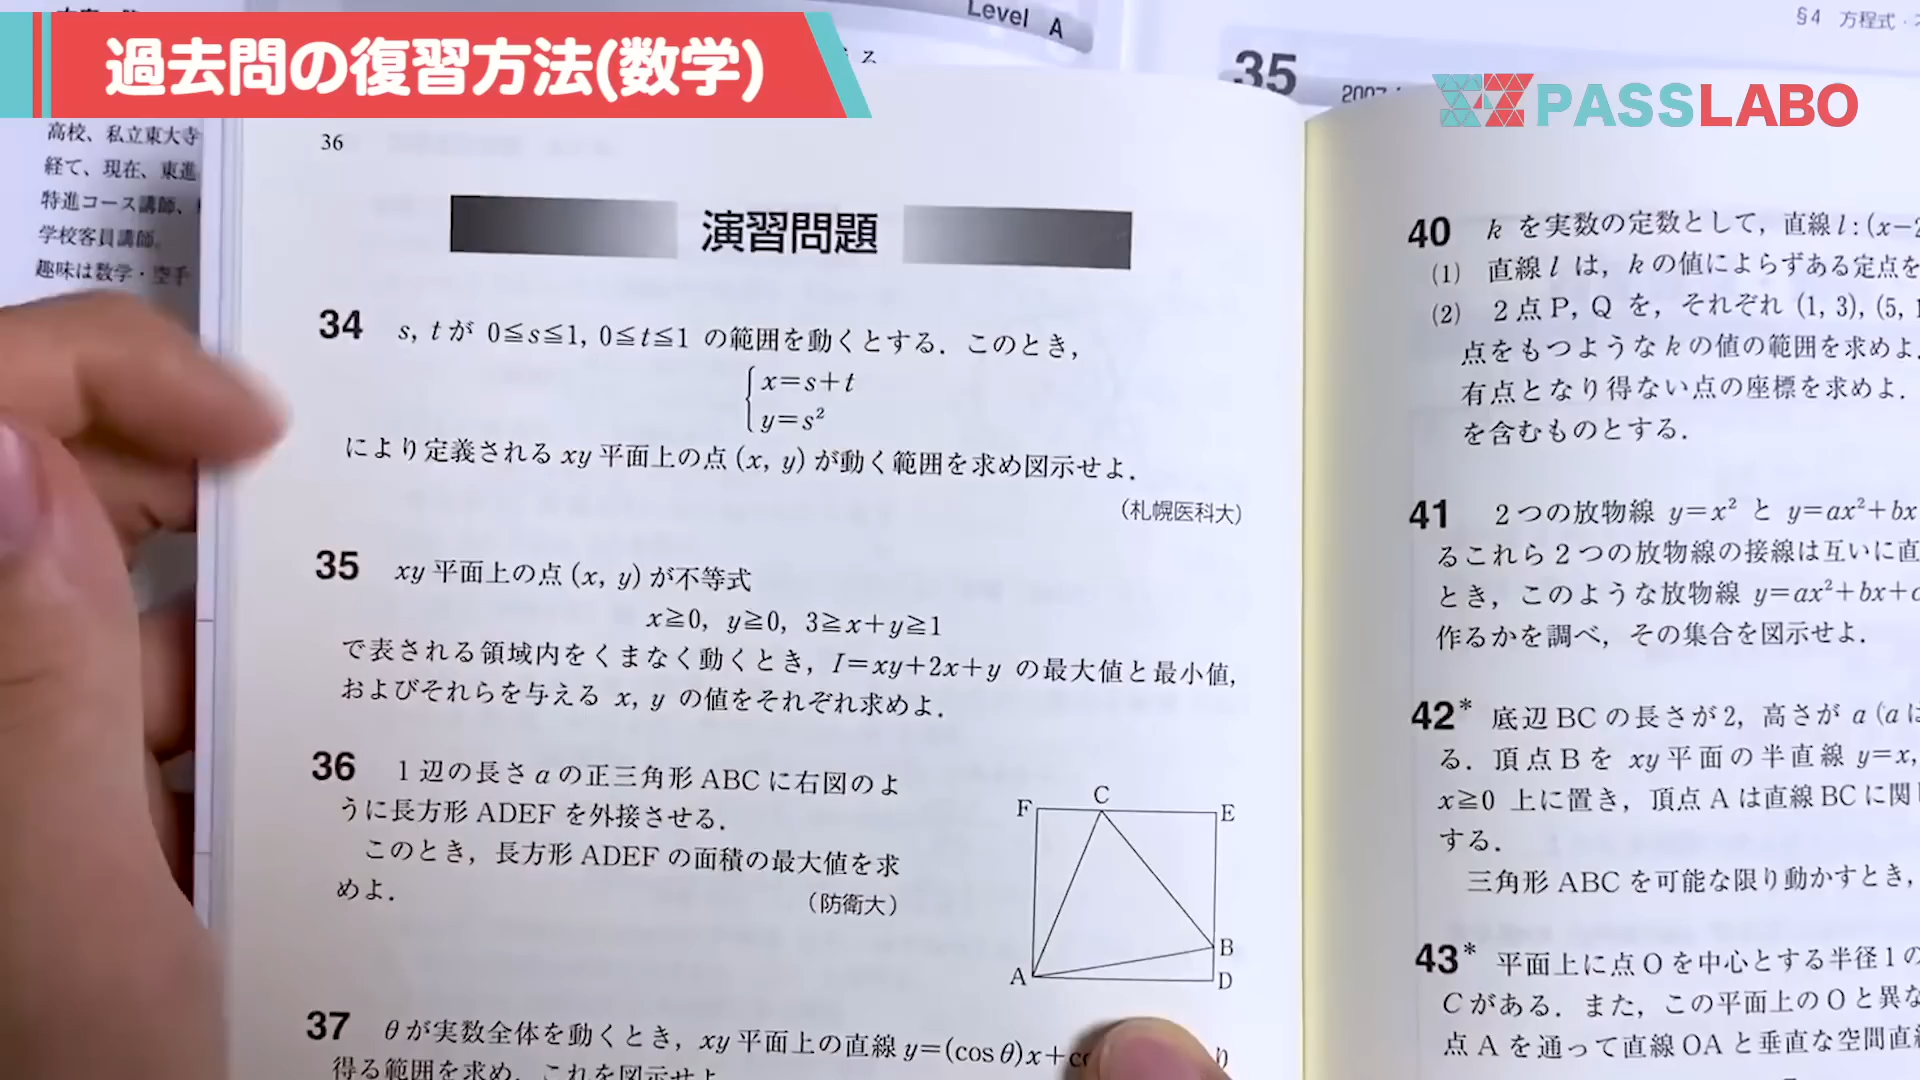 過去問の復習方法(数学)
PASSLABO
Level A
§4 方程式・
35
高校、私立東大寺
経て、現在、東進
特進コース講師、
学校客員講師。
趣味は数学・空手
36
演習問題
34 s, tが 0≦s≦1, 0≦t≦1 の範囲を動くとする．このとき，
x=s+t
y=s²
により定義される xy 平面上の点 (x, y) が動く範囲を求め図示せよ．
(札幌医科大)
35 xy 平面上の点 (x, y) が不等式
x≧0, y≧0, 3≧x+y≧1
で表される領域内をくまなく動くとき，I=xy+2x+y の最大値と最小値，
およびそれらを与える x, y の値をそれぞれ求めよ．
36 1辺の長さ a の正三角形 ABC に右図のよ
うに長方形 ADEF を外接させる．
このとき，長方形 ADEF の面積の最大値を求
めよ．
(防衛大)
F C E
B
A D
37 θが実数全体を動くとき，xy 平面上の直線 y=(cos θ)x+
得る範囲を求め，これを図示せよ
40 k を実数の定数として，直線 l：(x−2
(1) 直線 l は，k の値によらずある定点を
(2) 2点 P, Q を，それぞれ (1, 3), (5,
点をもつような k の値の範囲を求めよ．
有点となり得ない点の座標を求めよ．
を含むものとする．
41 2つの放物線 y=x² と y=ax²+bx
るこれら2つの放物線の接線は互いに直
とき，このような放物線 y=ax²+bx+c
作るかを調べ，その集合を図示せよ．
42* 底辺 BC の長さが2，高さが a (a は
る．頂点 B を xy 平面の半直線 y=x,
x≧0 上に置き，頂点 A は直線 BC に関し
する．
三角形 ABC を可能な限り動かすとき，
43* 平面上に点 O を中心とする半径1の
C がある．また，この平面上の O と異な
点 A を通って直線 OA と垂直な空間直線